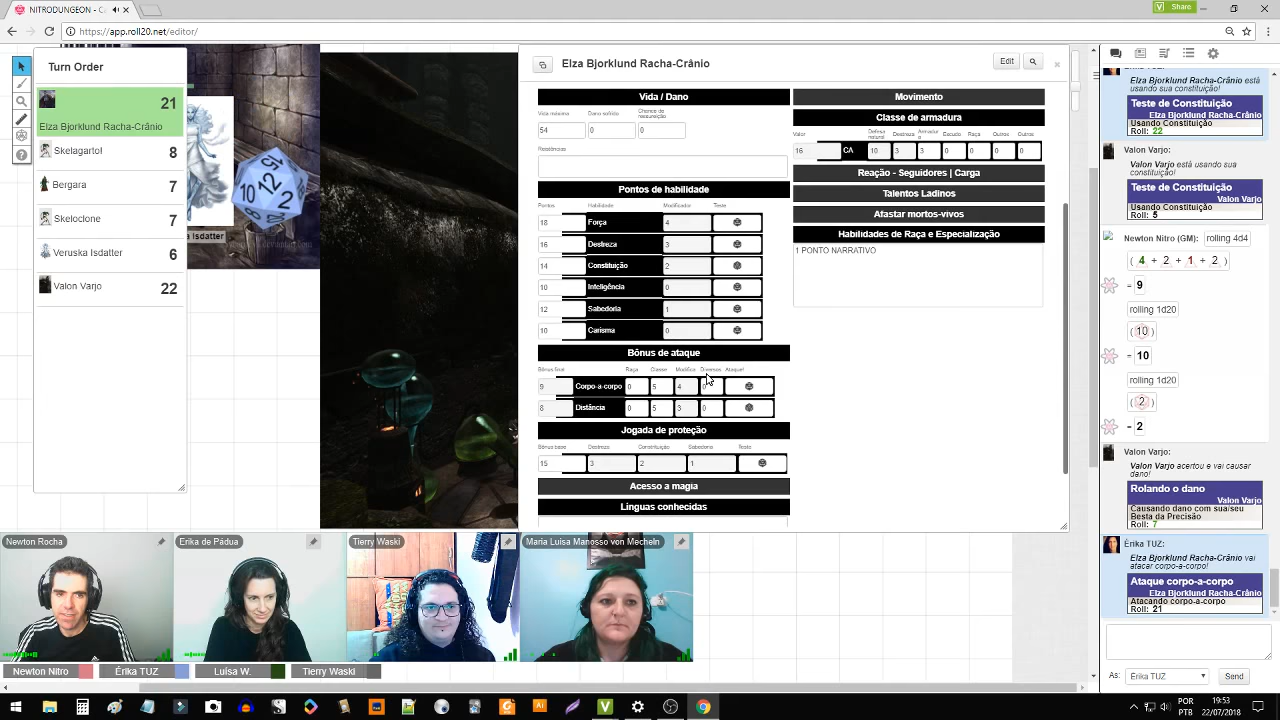 NITRODUNGEON - Cam
Share
https://app.roll20.net/editor/
Turn Order
21
Elza Bjorklund Racha-Crânio
Skelagartol
8
Bergara
7
Skeloclone
7
Veruska Isdatter
6
Valon Varjo
22
Elza Bjorklund Racha-Crânio
Edit
Vida / Dano
Vida máxima
Dano sofrido
Chance de ressureição
54
0
0
Resistências
Pontos de habilidade
Pontos
Habilidade
Modificador
Teste
18
Força
4
16
Destreza
3
14
Constituição
2
10
Inteligência
0
12
Sabedoria
1
10
Carisma
0
Bônus de ataque
Bônus final
Raça
Classe
Modifica
Diversos
Ataque!
9
Corpo-a-corpo
0
5
4
0
8
Distância
0
5
3
0
Jogada de proteção
Bônus base
Destreza
Constituição
Sabedoria
Teste
15
3
2
1
Acesso a magia
Línguas conhecidas
Movimento
Classe de armadura
Valor
Defesa natural
Destreza
Armadura
Escudo
Raça
Outros
Outros
16
CA
10
3
3
0
0
0
0
Reação - Seguidores | Carga
Talentos Ladinos
Afastar mortos-vivos
Habilidades de Raça e Especialização
1 PONTO NARRATIVO
Elza Bjorklund Racha-Crânio está
usando sua constituição!
Teste de Constituição
Elza Bjorklund Racha-Crânio
Usando Constituição
Roll: 22
Valon Varjo:
Valon Varjo está usando sua
constituição!
Teste de Constituição
Valon Varjo
Usando Constituição
Roll: 5
Newton Nitro (GM): rolling 4d4
( 4 + 2 + 1 + 2 )
= 9
rolling 1d20
(10)
= 10
rolling 1d20
( 2 )
= 2
Valon Varjo:
Valon Varjo acertou e vai causar
dano!
Rolando o dano
Valon Varjo
Causando dano com sua/seu
Besta da Precisão
Roll: 7
Érika TUZ:
Elza Bjorklund Racha-Crânio vai
atacar corpo-a-corpo!
Ataque corpo-a-corpo
Elza Bjorklund Racha-Crânio
Atacando corpo-a-corpo
Roll: 21
As:
Érika TUZ
Send
Newton Rocha
Erika de Pádua
Tierry Waski
Maria Luisa Manosso von Mecheln
Newton Nitro
Érika TUZ
Luísa W.
Tierry Waski
POR
PTB
19:53
22/07/2018